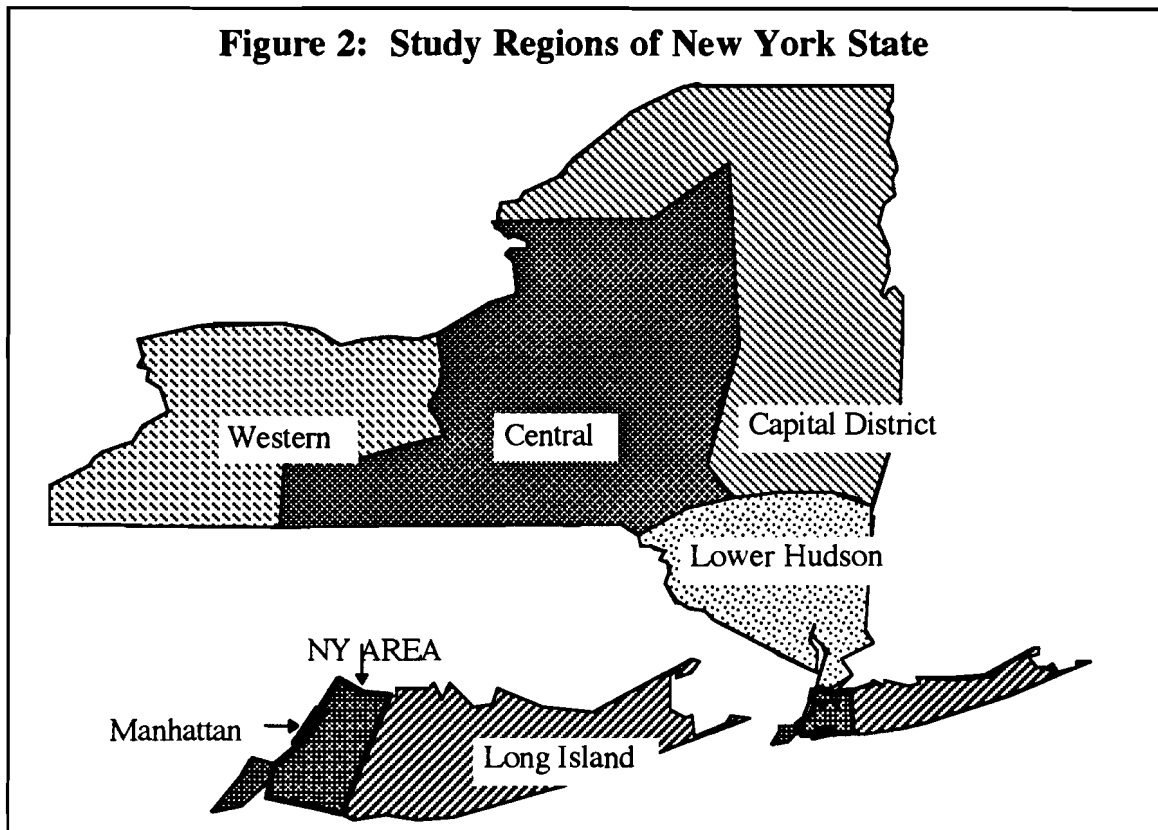 Figure 2: Study Regions of New York State
Western
Central
Capital District
Lower Hudson
NY AREA
Manhattan
Long Island